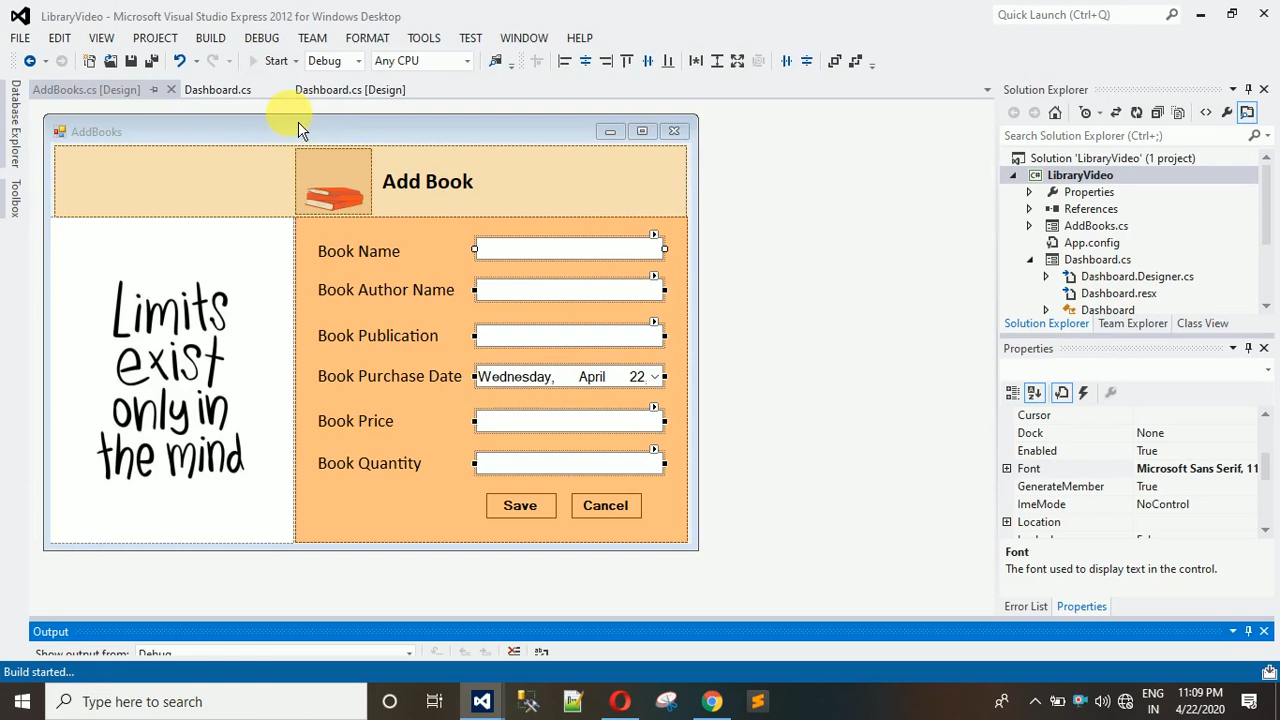 LibraryVideo - Microsoft Visual Studio Express 2012 for Windows Desktop
Quick Launch (Ctrl+Q)
FILE EDIT VIEW PROJECT BUILD DEBUG TEAM FORMAT TOOLS TEST WINDOW HELP
Start Debug Any CPU
AddBooks.cs [Design] Dashboard.cs Dashboard.cs [Design]
Database Explorer
Toolbox
AddBooks
Add Book
Limits
exist
only in
the mind
Book Name
Book Author Name
Book Publication
Book Purchase Date Wednesday, April 22,
Book Price
Book Quantity
Save Cancel
Solution Explorer
Search Solution Explorer (Ctrl+;)
Solution 'LibraryVideo' (1 project)
C# LibraryVideo
Properties
References
AddBooks.cs
App.config
Dashboard.cs
Dashboard.Designer.cs
Dashboard.resx
Dashboard
Solution Explorer Team Explorer Class View
Properties
Cursor
Dock None
Enabled True
Font Microsoft Sans Serif, 11
GenerateMember True
ImeMode NoControl
Location
Font
The font used to display text in the control.
Error List Properties
Output
Show output from: Debug
Build started...
Type here to search
ENG
IN
11:09 PM
4/22/2020